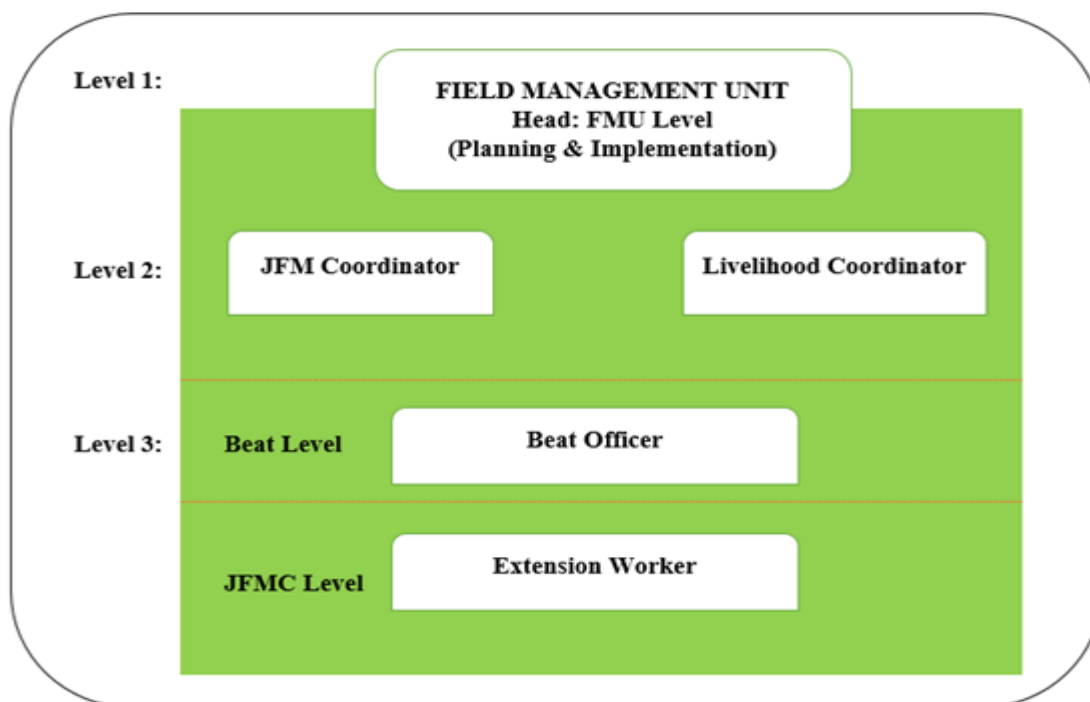 Level 1:
FIELD MANAGEMENT UNIT
Head: FMU Level
(Planning & Implementation)
Level 2:
JFM Coordinator
Livelihood Coordinator
Level 3:
Beat Level
Beat Officer
JFMC Level
Extension Worker